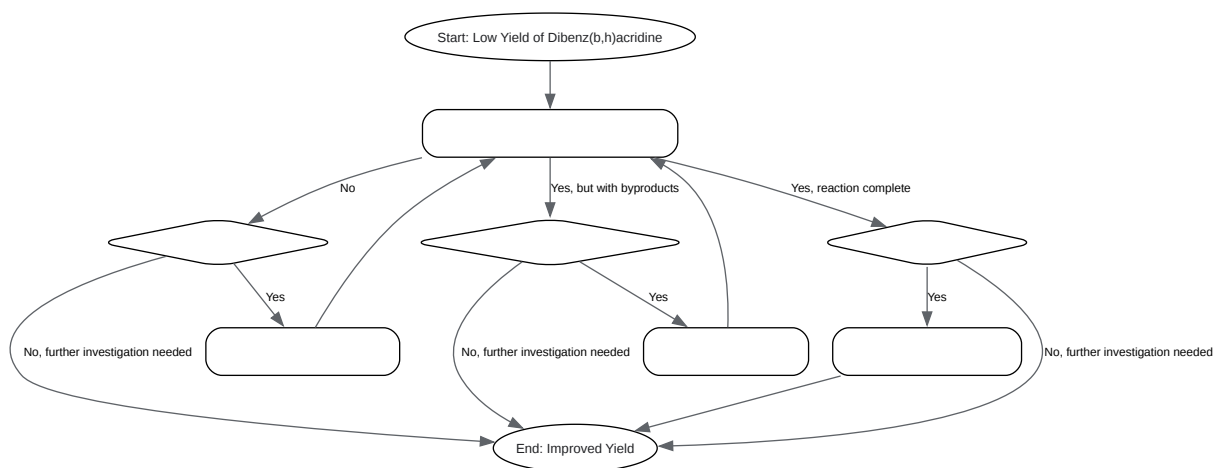 Start: Low Yield of Dibenz(b,h)acridine
No
Yes, but with byproducts
Yes, reaction complete
Yes
Yes
Yes
No, further investigation needed
No, further investigation needed
No, further investigation needed
End: Improved Yield